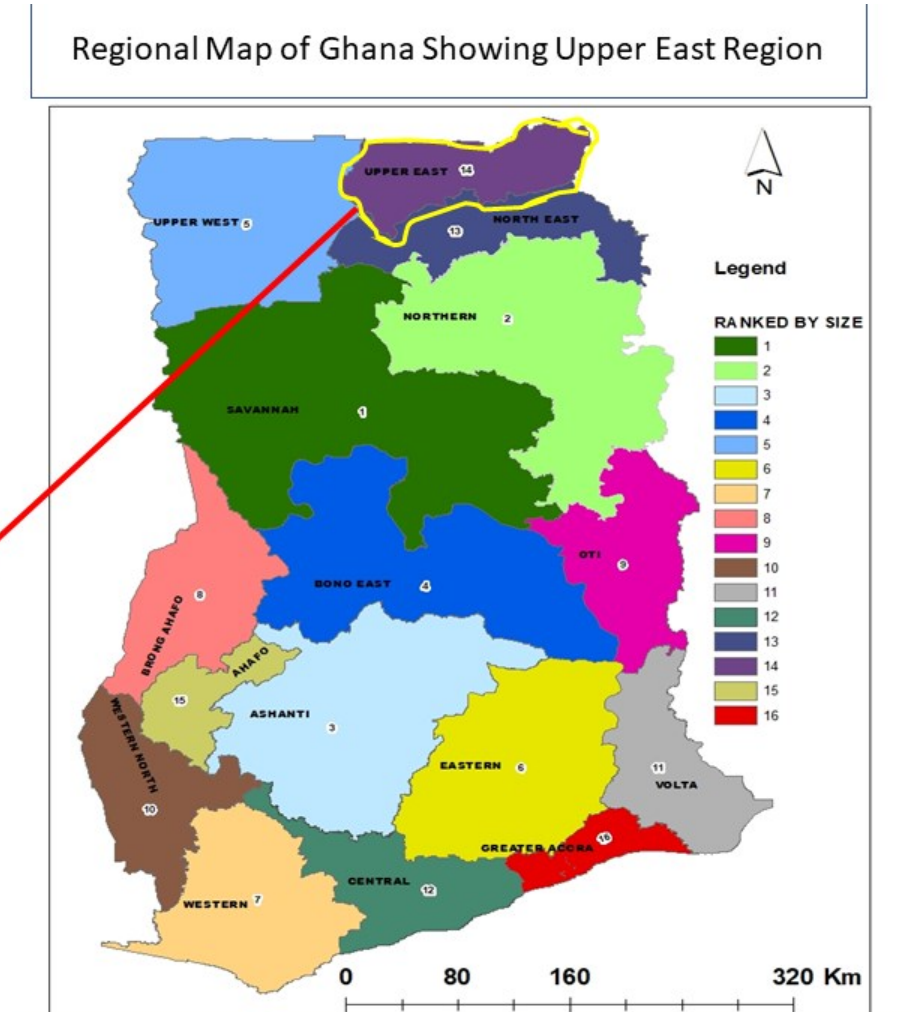 Regional Map of Ghana Showing Upper East Region
N
UPPER EAST 14
UPPER WEST 5
NORTH EAST
13
NORTHERN 2
SAVANNAH 1
OTI
9
BONO EAST 4
BRONG AHAFO
8
AHAFO
15
ASHANTI
3
WESTERN NORTH
10
EASTERN 6
11
VOLTA
GREATER ACCRA 16
CENTRAL 12
WESTERN 7
Legend
RANKED BY SIZE
1
2
3
4
5
6
7
8
9
10
11
12
13
14
15
16
0 80 160 320 Km